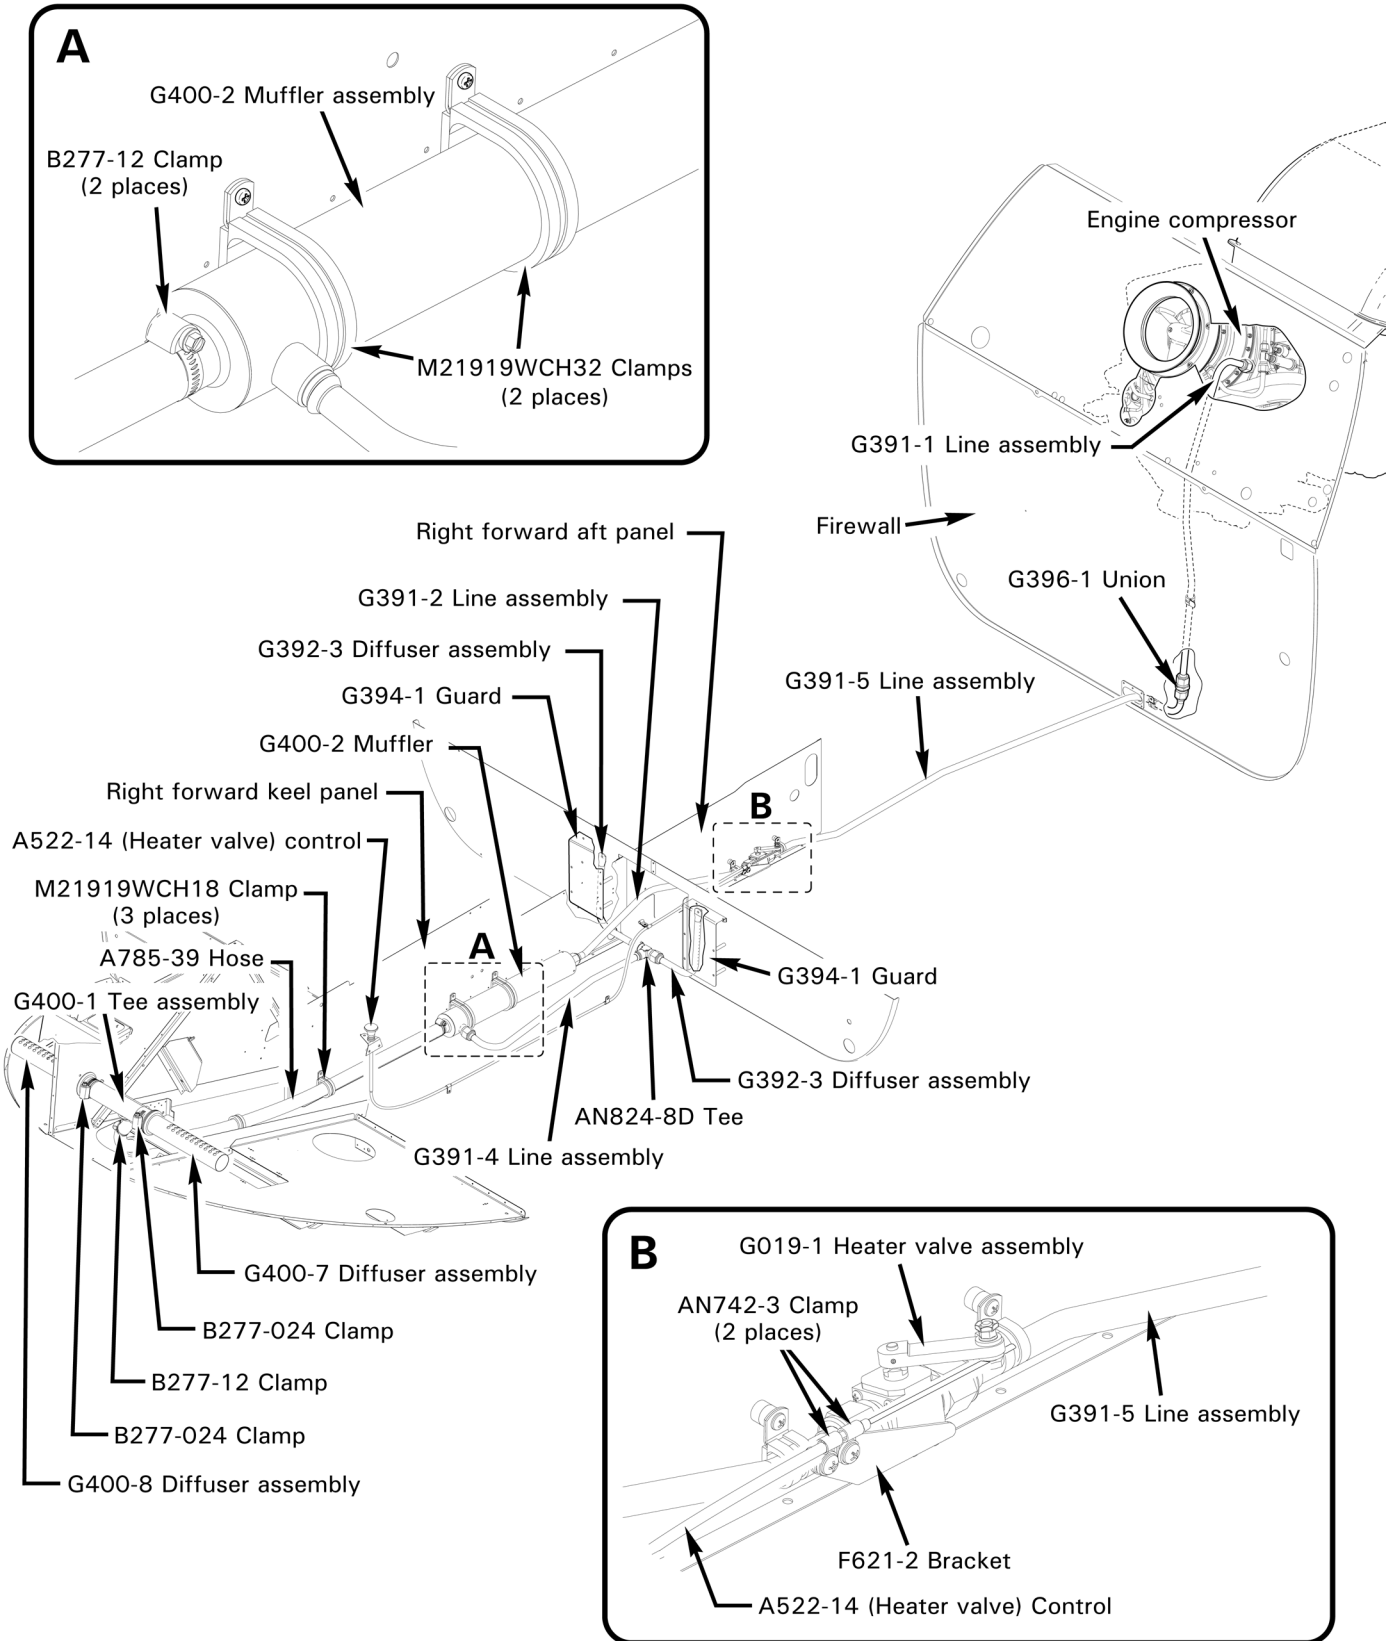 A
G400-2 Muffler assembly
B277-12 Clamp
(2 places)
M21919WCH32 Clamps
(2 places)
Engine compressor
G391-1 Line assembly
Firewall
G396-1 Union
G391-5 Line assembly
Right forward aft panel
G391-2 Line assembly
G392-3 Diffuser assembly
G394-1 Guard
G400-2 Muffler
Right forward keel panel
A522-14 (Heater valve) control
M21919WCH18 Clamp
(3 places)
A785-39 Hose
G400-1 Tee assembly
A
B
G394-1 Guard
G392-3 Diffuser assembly
AN824-8D Tee
G391-4 Line assembly
G400-7 Diffuser assembly
B277-024 Clamp
B277-12 Clamp
B277-024 Clamp
G400-8 Diffuser assembly
B
G019-1 Heater valve assembly
AN742-3 Clamp
(2 places)
G391-5 Line assembly
F621-2 Bracket
A522-14 (Heater valve) Control